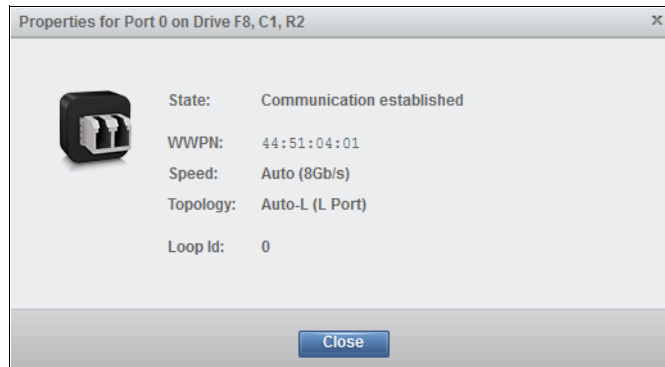 Properties for Port 0 on Drive F8, C1, R2 X
State: Communication established
WWPN: 44:51:04:01
Speed: Auto (8Gb/s)
Topology: Auto-L (L Port)
Loop Id: 0
Close